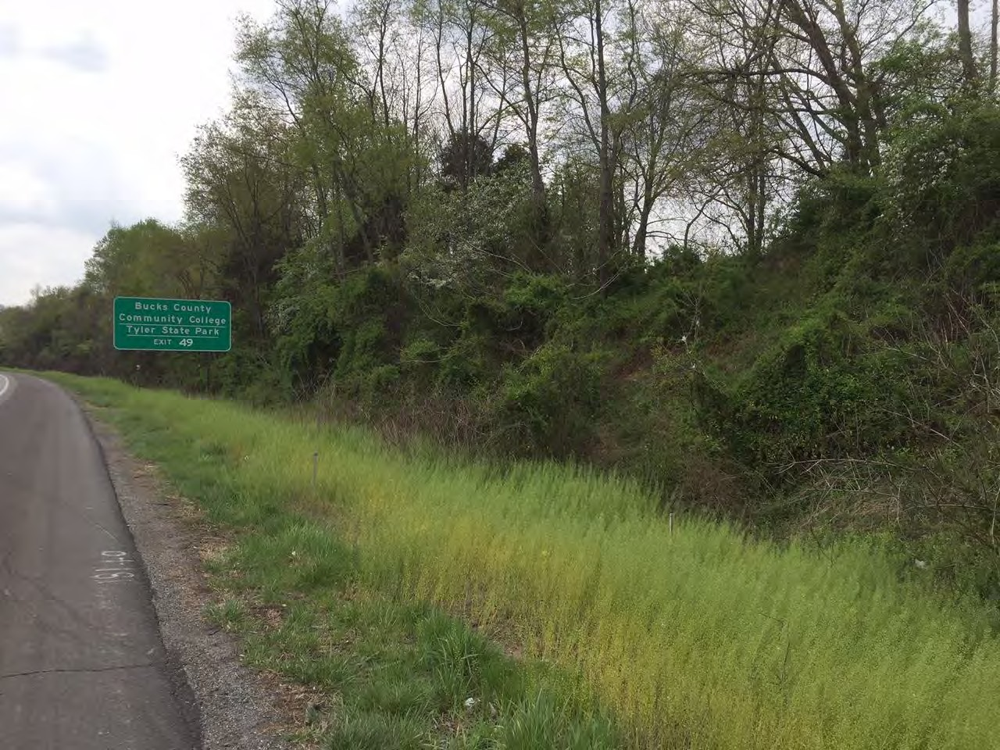 Bucks County
Community College
Tyler State Park
EXIT 49